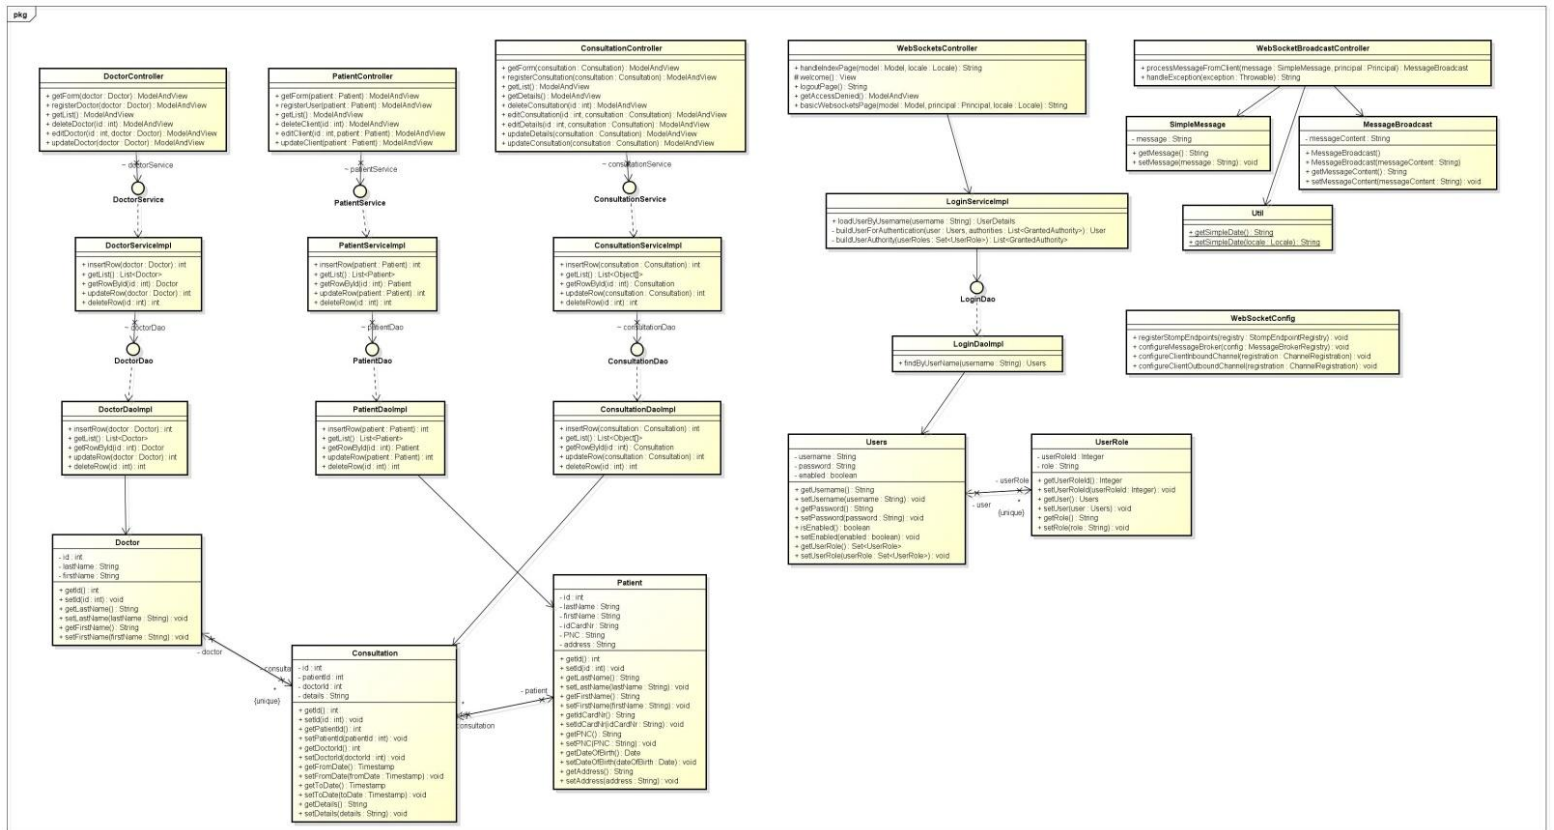 pkg
DoctorController
+ getForm(doctor : Doctor) : ModelAndView
+ registerDoctor(doctor : Doctor) : ModelAndView
+ getList() : ModelAndView
+ deleteDoctor(id : int) : ModelAndView
+ editDoctor(id : int, doctor : Doctor) : ModelAndView
+ updateDoctor(doctor : Doctor) : ModelAndView
~ doctorService
DoctorService
DoctorServiceImpl
+ insertRow(doctor : Doctor) : int
+ getList() : List<Doctor>
+ getRowById(id : int) : Doctor
+ updateRow(doctor : Doctor) : int
+ deleteRow(id : int) : int
~ doctorDao
DoctorDao
DoctorDaoImpl
+ insertRow(doctor : Doctor) : int
+ getList() : List<Doctor>
+ getRowById(id : int) : Doctor
+ updateRow(doctor : Doctor) : int
+ deleteRow(id : int) : int
Doctor
- id : int
- lastName : String
- firstName : String
+ getId() : int
+ setId(id : int) : void
+ getLastName() : String
+ setLastName(lastName : String) : void
+ getFirstName() : String
+ setFirstName(firstName : String) : void
- doctor
PatientController
+ getForm(patient : Patient) : ModelAndView
+ registerUser(patient : Patient) : ModelAndView
+ getList() : ModelAndView
+ deleteClient(id : int) : ModelAndView
+ editClient(id : int, patient : Patient) : ModelAndView
+ updateClient(patient : Patient) : ModelAndView
~ patientService
PatientService
PatientServiceImpl
+ insertRow(patient : Patient) : int
+ getList() : List<Patient>
+ getRowById(id : int) : Patient
+ updateRow(patient : Patient) : int
+ deleteRow(id : int) : int
~ patientDao
PatientDao
PatientDaoImpl
+ insertRow(patient : Patient) : int
+ getList() : List<Patient>
+ getRowById(id : int) : Patient
+ updateRow(patient : Patient) : int
+ deleteRow(id : int) : int
ConsultationController
+ getForm(consultation : Consultation) : ModelAndView
+ registerConsultation(consultation : Consultation) : ModelAndView
+ getList() : ModelAndView
+ getDetails() : ModelAndView
+ deleteConsultation(id : int) : ModelAndView
+ editConsultation(id : int, consultation : Consultation) : ModelAndView
+ editDetails(id : int, consultation : Consultation) : ModelAndView
+ updateDetails(consultation : Consultation) : ModelAndView
+ updateConsultation(consultation : Consultation) : ModelAndView
~ consultationService
ConsultationService
ConsultationServiceImpl
+ insertRow(consultation : Consultation) : int
+ getList() : List<Object[]>
+ getRowById(id : int) : Consultation
+ updateRow(consultation : Consultation) : int
+ deleteRow(id : int) : int
~ consultationDao
ConsultationDao
ConsultationDaoImpl
+ insertRow(consultation : Consultation) : int
+ getList() : List<Object[]>
+ getRowById(id : int) : Consultation
+ updateRow(consultation : Consultation) : int
+ deleteRow(id : int) : int
- consulta
*
{unique}
Consultation
- id : int
- patientId : int
- doctorId : int
- details : String
+ getId() : int
+ setId(id : int) : void
+ getPatientId() : int
+ setPatientId(patientId : int) : void
+ getDoctorId() : int
+ setDoctorId(doctorId : int) : void
+ getFromDate() : Timestamp
+ setFromDate(fromDate : Timestamp) : void
+ getToDate() : Timestamp
+ setToDate(toDate : Timestamp) : void
+ getDetails() : String
+ setDetails(details : String) : void
*
consultation
- patient
Patient
- id : int
- lastName : String
- firstName : String
- idCardNr : String
- PNC : String
- address : String
+ getId() : int
+ setId(id : int) : void
+ getLastName() : String
+ setLastName(lastName : String) : void
+ getFirstName() : String
+ setFirstName(firstName : String) : void
+ getIdCardNr() : String
+ setIdCardNr(idCardNr : String) : void
+ getPNC() : String
+ setPNC(PNC : String) : void
+ getDateOfBirth() : Date
+ setDateOfBirth(dateOfBirth : Date) : void
+ getAddress() : String
+ setAddress(address : String) : void
WebSocketsController
+ handleIndexPage(model : Model, locale : Locale) : String
# welcome() : View
+ logoutPage() : String
+ getAccessDenied() : ModelAndView
+ basicWebsocketsPage(model : Model, principal : Principal, locale : Locale) : String
LoginServiceImpl
+ loadUserByUsername(username : String) : UserDetails
- buildUserForAuthentication(user : Users, authorities : List<GrantedAuthority>) : User
- buildUserAuthority(userRoles : Set<UserRole>) : List<GrantedAuthority>
LoginDao
LoginDaoImpl
+ findByUserName(username : String) : Users
Users
- username : String
- password : String
- enabled : boolean
+ getUsername() : String
+ setUsername(username : String) : void
+ getPassword() : String
+ setPassword(password : String) : void
+ isEnabled() : boolean
+ setEnabled(enabled : boolean) : void
+ getUserRole() : Set<UserRole>
+ setUserRole(userRole : Set<UserRole>) : void
- userRole
- user
*
{unique}
UserRole
- userRoleId : Integer
- role : String
+ getUserRoleId() : Integer
+ setUserRoleId(userRoleId : Integer) : void
+ getUser() : Users
+ setUser(user : Users) : void
+ getRole() : String
+ setRole(role : String) : void
WebSocketBroadcastController
+ processMessageFromClient(message : SimpleMessage, principal : Principal) : MessageBroadcast
+ handleException(exception : Throwable) : String
SimpleMessage
- message : String
+ getMessage() : String
+ setMessage(message : String) : void
MessageBroadcast
- messageContent : String
+ MessageBroadcast()
+ MessageBroadcast(messageContent : String)
+ getMessageContent() : String
+ setMessageContent(messageContent : String) : void
Util
+ getSimpleDate() : String
+ getSimpleDate(locale : Locale) : String
WebSocketConfig
+ registerStompEndpoints(registry : StompEndpointRegistry) : void
+ configureMessageBroker(config : MessageBrokerRegistry) : void
+ configureClientInboundChannel(registration : ChannelRegistration) : void
+ configureClientOutboundChannel(registration : ChannelRegistration) : void